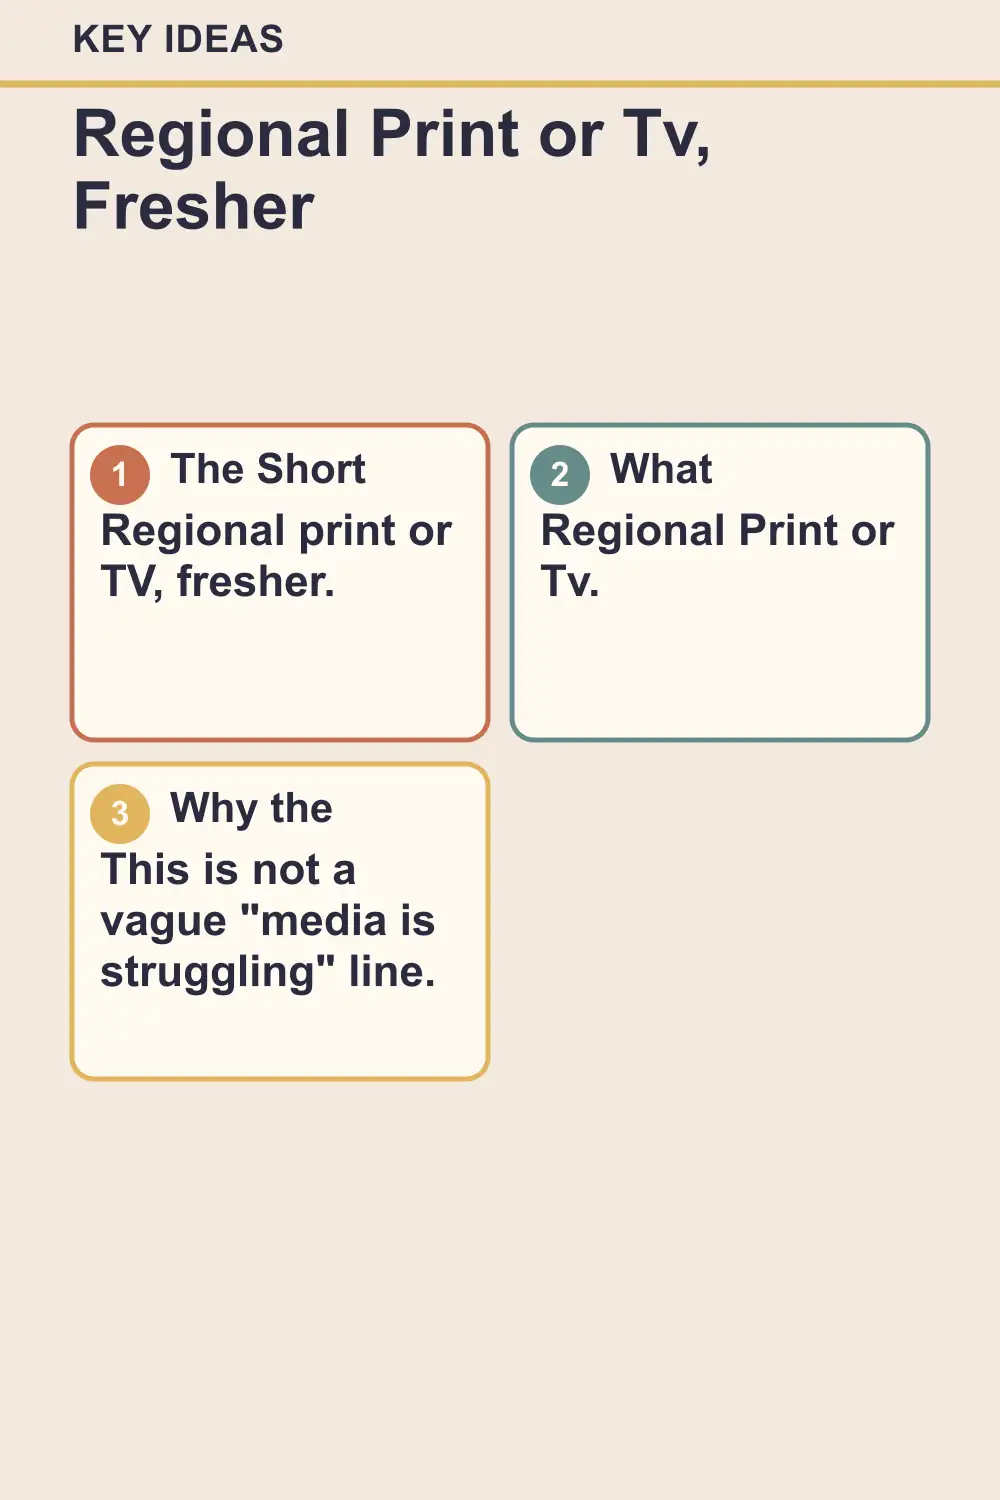 KEY IDEAS
Regional Print or Tv,
Fresher
1 The Short
Regional print or
TV, fresher.
2 What
Regional Print or
Tv.
3 Why the
This is not a
vague "media is
struggling" line.